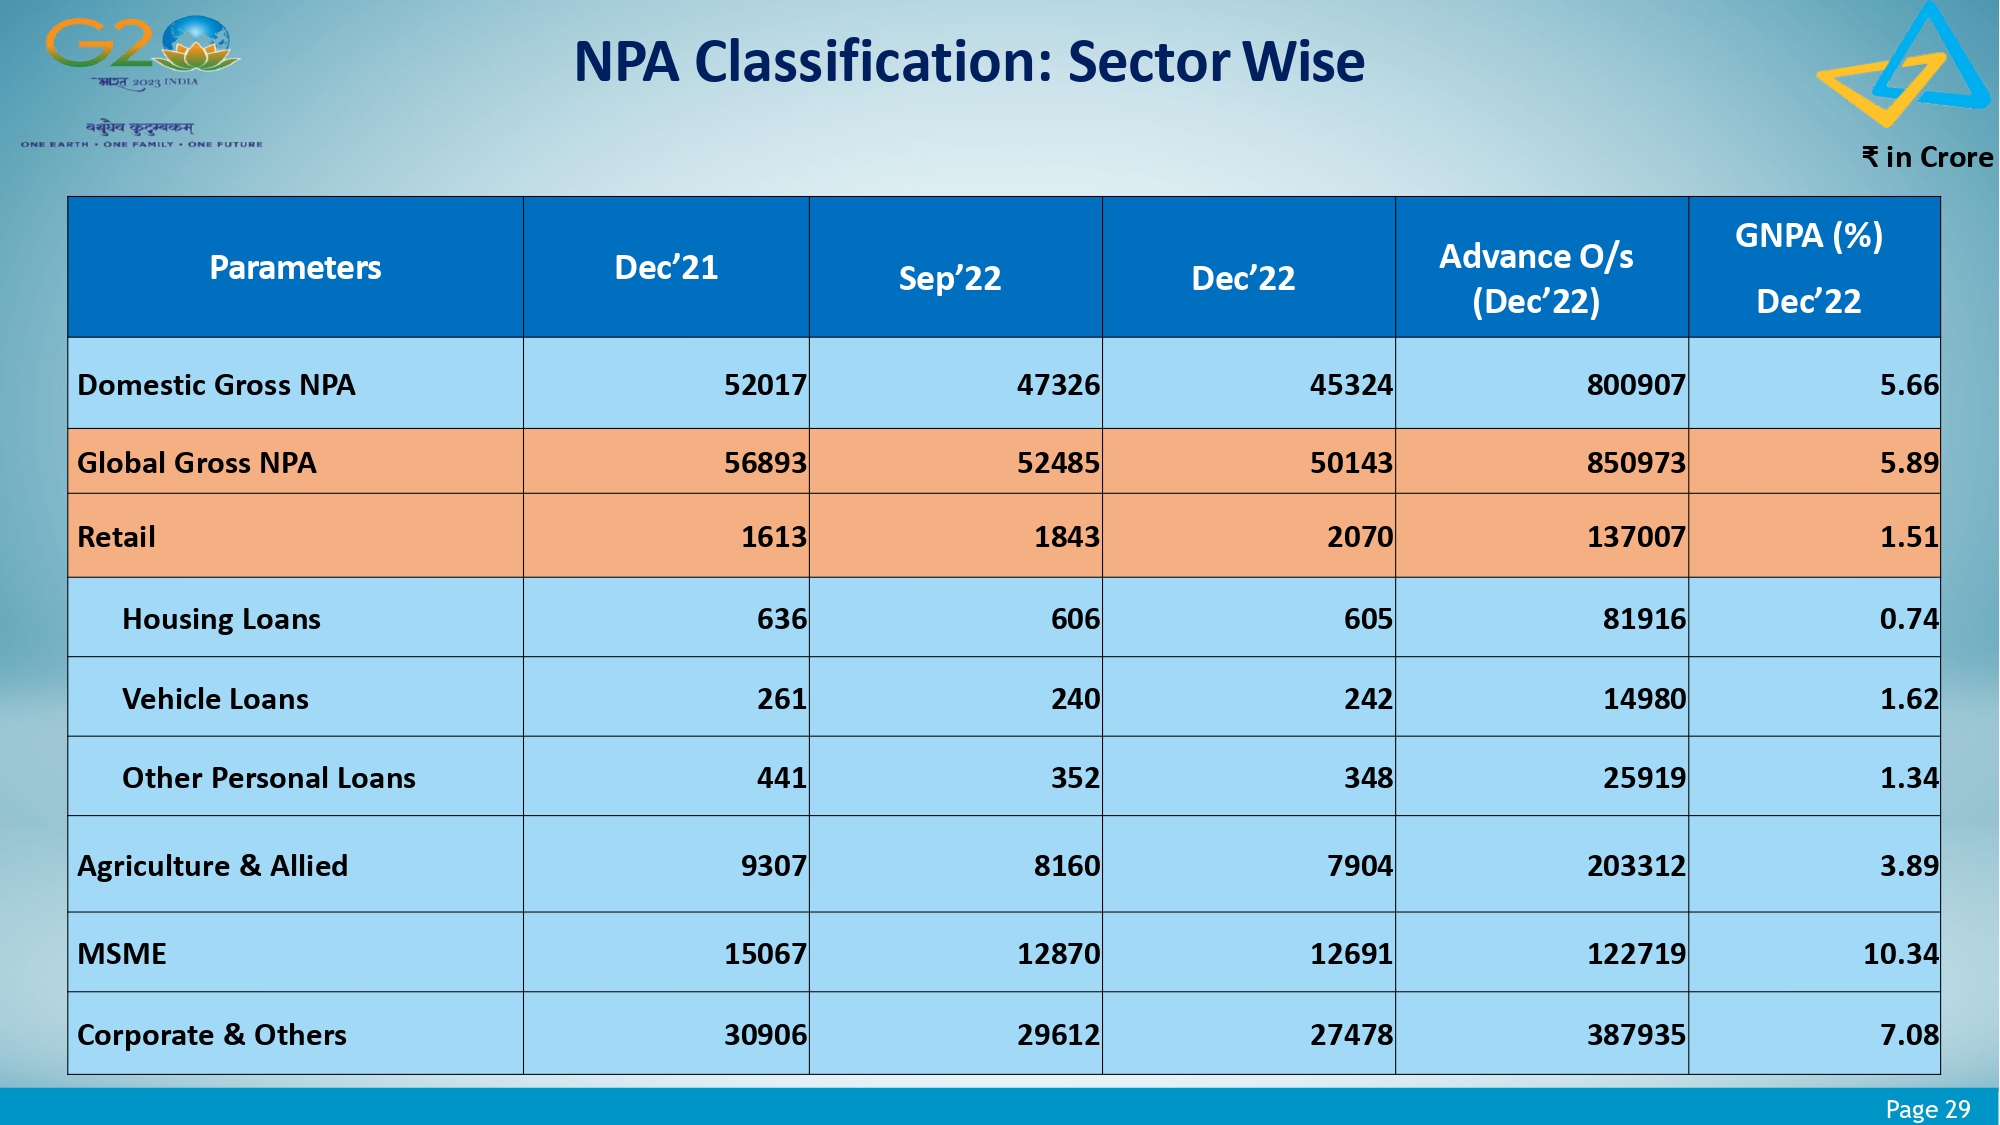 G20
भारत 2023 INDIA
वसुधैव कुटुम्बकम्
ONE EARTH • ONE FAMILY • ONE FUTURE
NPA Classification: Sector Wise
₹ in Crore
Parameters Dec’21 Sep’22 Dec’22 Advance O/s (Dec’22) GNPA (%) Dec’22
Domestic Gross NPA 52017 47326 45324 800907 5.66
Global Gross NPA 56893 52485 50143 850973 5.89
Retail 1613 1843 2070 137007 1.51
Housing Loans 636 606 605 81916 0.74
Vehicle Loans 261 240 242 14980 1.62
Other Personal Loans 441 352 348 25919 1.34
Agriculture & Allied 9307 8160 7904 203312 3.89
MSME 15067 12870 12691 122719 10.34
Corporate & Others 30906 29612 27478 387935 7.08
Page 29